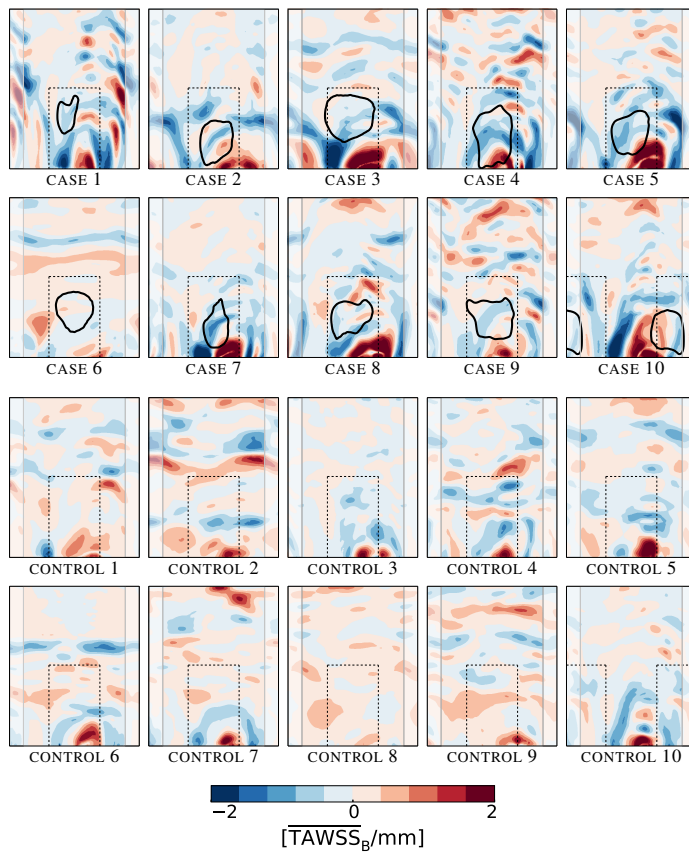 CASE 1 CASE 2 CASE 3 CASE 4 CASE 5
CASE 6 CASE 7 CASE 8 CASE 9 CASE 10
CONTROL 1 CONTROL 2 CONTROL 3 CONTROL 4 CONTROL 5
CONTROL 6 CONTROL 7 CONTROL 8 CONTROL 9 CONTROL 10
−2 0 2
[TAWSS_B/mm]